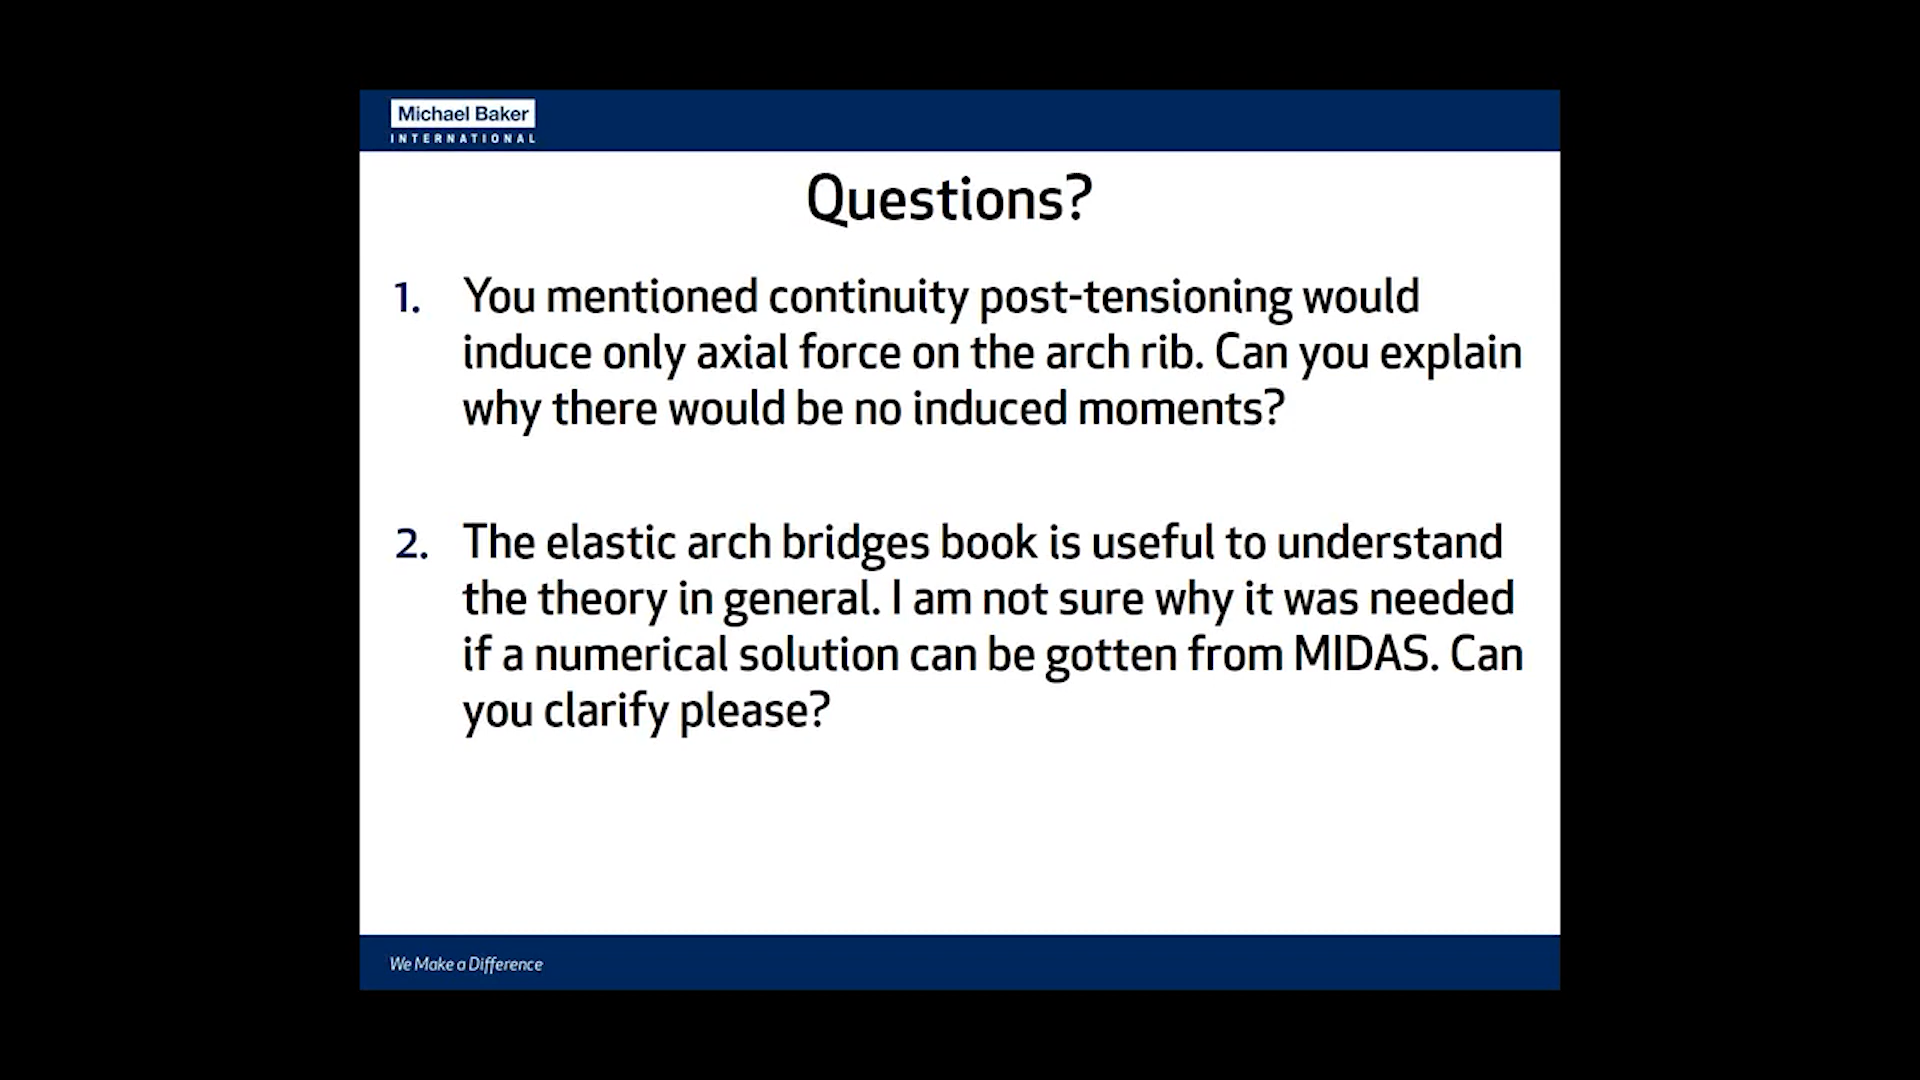 Michael Baker
INTERNATIONAL
Questions?
1. You mentioned continuity post-tensioning would
induce only axial force on the arch rib. Can you explain
why there would be no induced moments?
2. The elastic arch bridges book is useful to understand
the theory in general. I am not sure why it was needed
if a numerical solution can be gotten from MIDAS. Can
you clarify please?
We Make a Difference